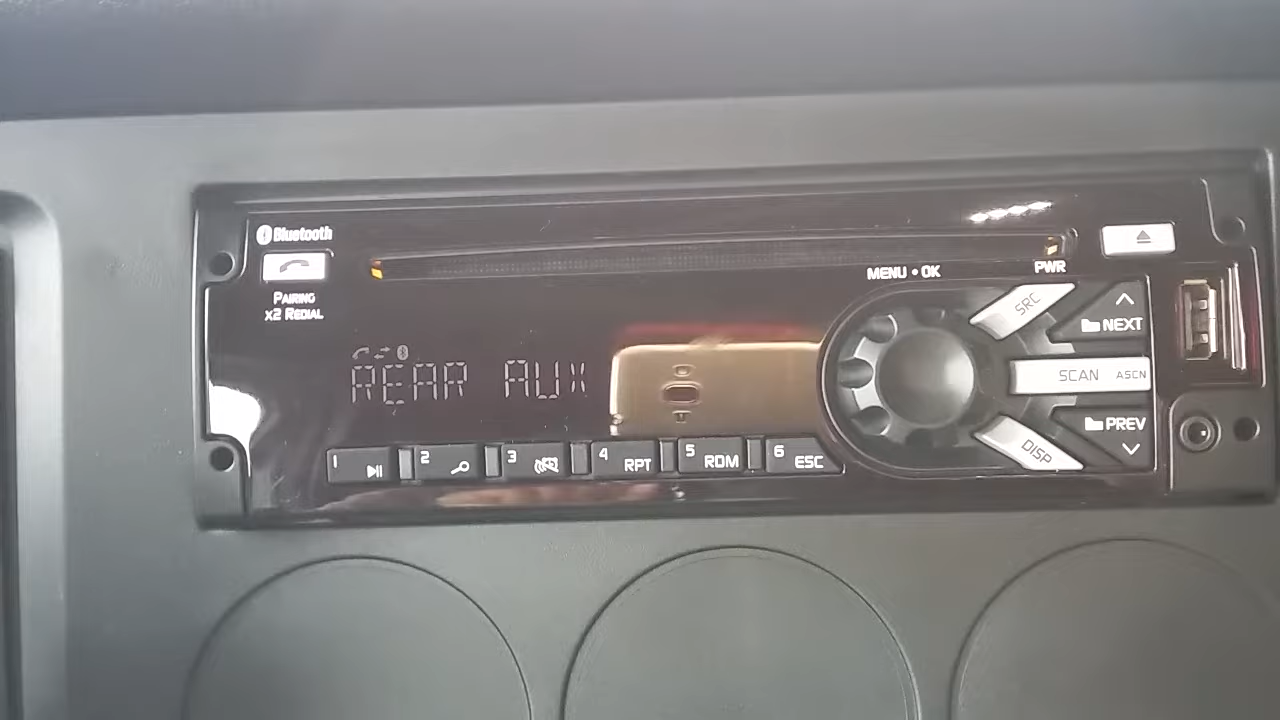 Bluetooth
PAIRING
X2 REDIAL
MENU • OK
PWR
SRC
NEXT
SCAN ASCN
PREV
DISP
REAR AUX
1
2
3
4 RPT
5 RDM
6 ESC